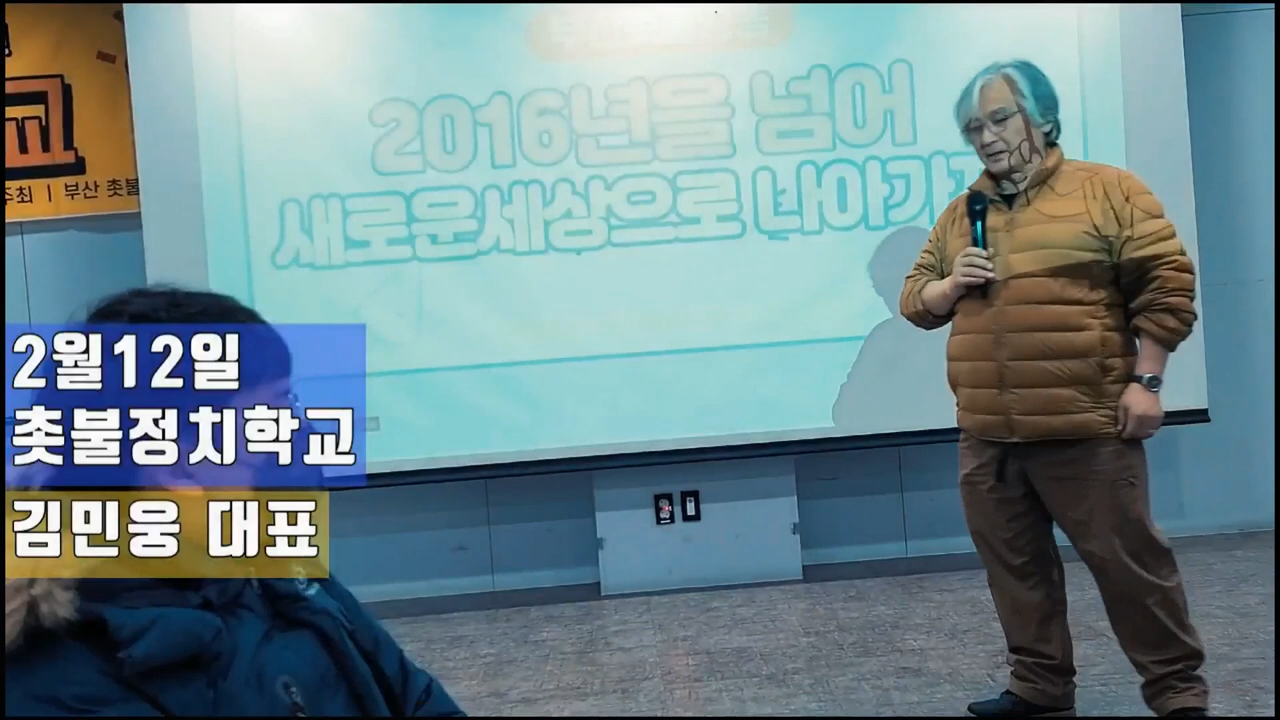 2016년을 넘어
새로운세상으로 나아가자
교
주최 | 부산 촛불
2월12일
촛불정치학교
김민웅 대표